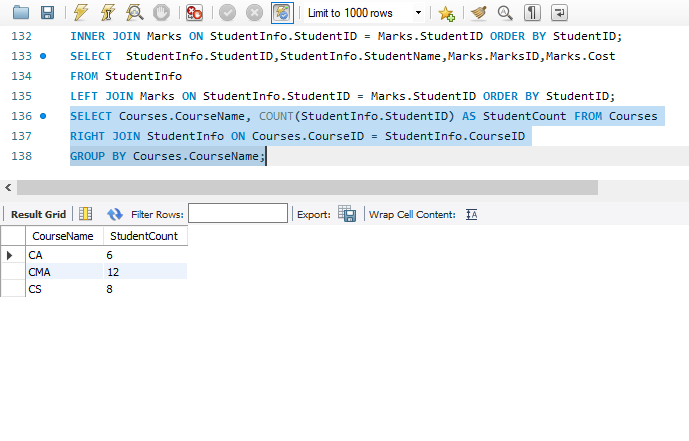 Limit to 1000 rows
132 INNER JOIN Marks ON StudentInfo.StudentID = Marks.StudentID ORDER BY StudentID;
133 SELECT  StudentInfo.StudentID,StudentInfo.StudentName,Marks.MarksID,Marks.Cost
134 FROM StudentInfo
135 LEFT JOIN Marks ON StudentInfo.StudentID = Marks.StudentID ORDER BY StudentID;
136 SELECT Courses.CourseName, COUNT(StudentInfo.StudentID) AS StudentCount FROM Courses
137 RIGHT JOIN StudentInfo ON Courses.CourseID = StudentInfo.CourseID
138 GROUP BY Courses.CourseName;
Result Grid Filter Rows: Export: Wrap Cell Content:
CourseName StudentCount
CA 6
CMA 12
CS 8